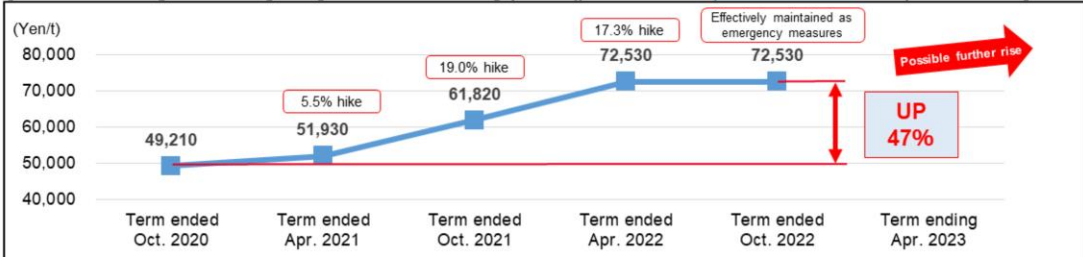 (Yen/t)
80,000
70,000
60,000
50,000
40,000
49,210
5.5% hike
51,930
19.0% hike
61,820
17.3% hike
72,530
Effectively maintained as
emergency measures
72,530
Possible further rise
UP
47%
Term ended
Oct. 2020
Term ended
Apr. 2021
Term ended
Oct. 2021
Term ended
Apr. 2022
Term ended
Oct. 2022
Term ending
Apr. 2023